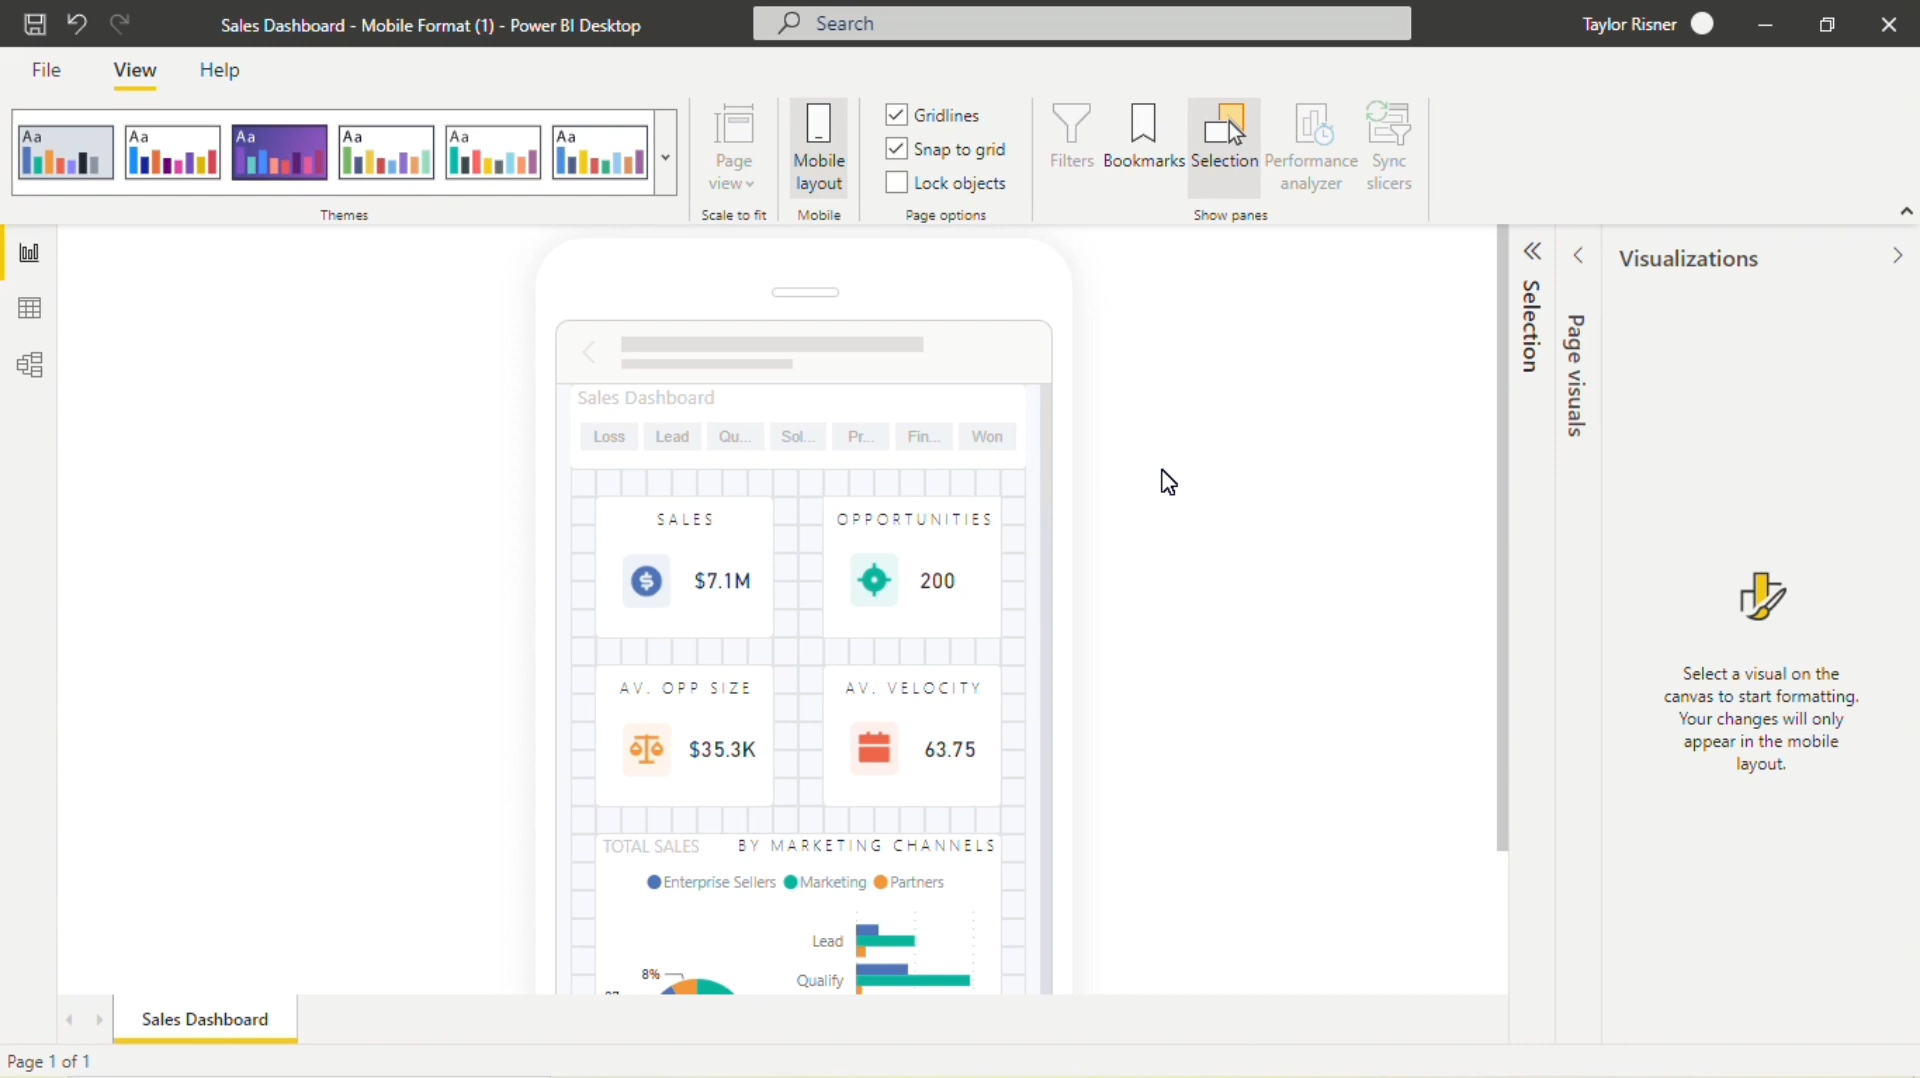 Sales Dashboard - Mobile Format (1) - Power BI Desktop
Search
Taylor Risner
File View Help
Aa Aa Aa Aa Aa Aa
Page view
Mobile layout
Gridlines
Snap to grid
Lock objects
Filters
Bookmarks
Selection
Performance analyzer
Sync slicers
Themes
Scale to fit
Mobile
Page options
Show panes
Sales Dashboard
Loss Lead Qu... Sol... Pr... Fin... Won
SALES
$ $7.1M
OPPORTUNITIES
200
AV. OPP SIZE
$35.3K
AV. VELOCITY
63.75
TOTAL SALES BY MARKETING CHANNELS
Enterprise Sellers Marketing Partners
Lead
8%
Qualify
Selection
Page visuals
Visualizations
Select a visual on the
canvas to start formatting.
Your changes will only
appear in the mobile
layout.
Sales Dashboard
Page 1 of 1